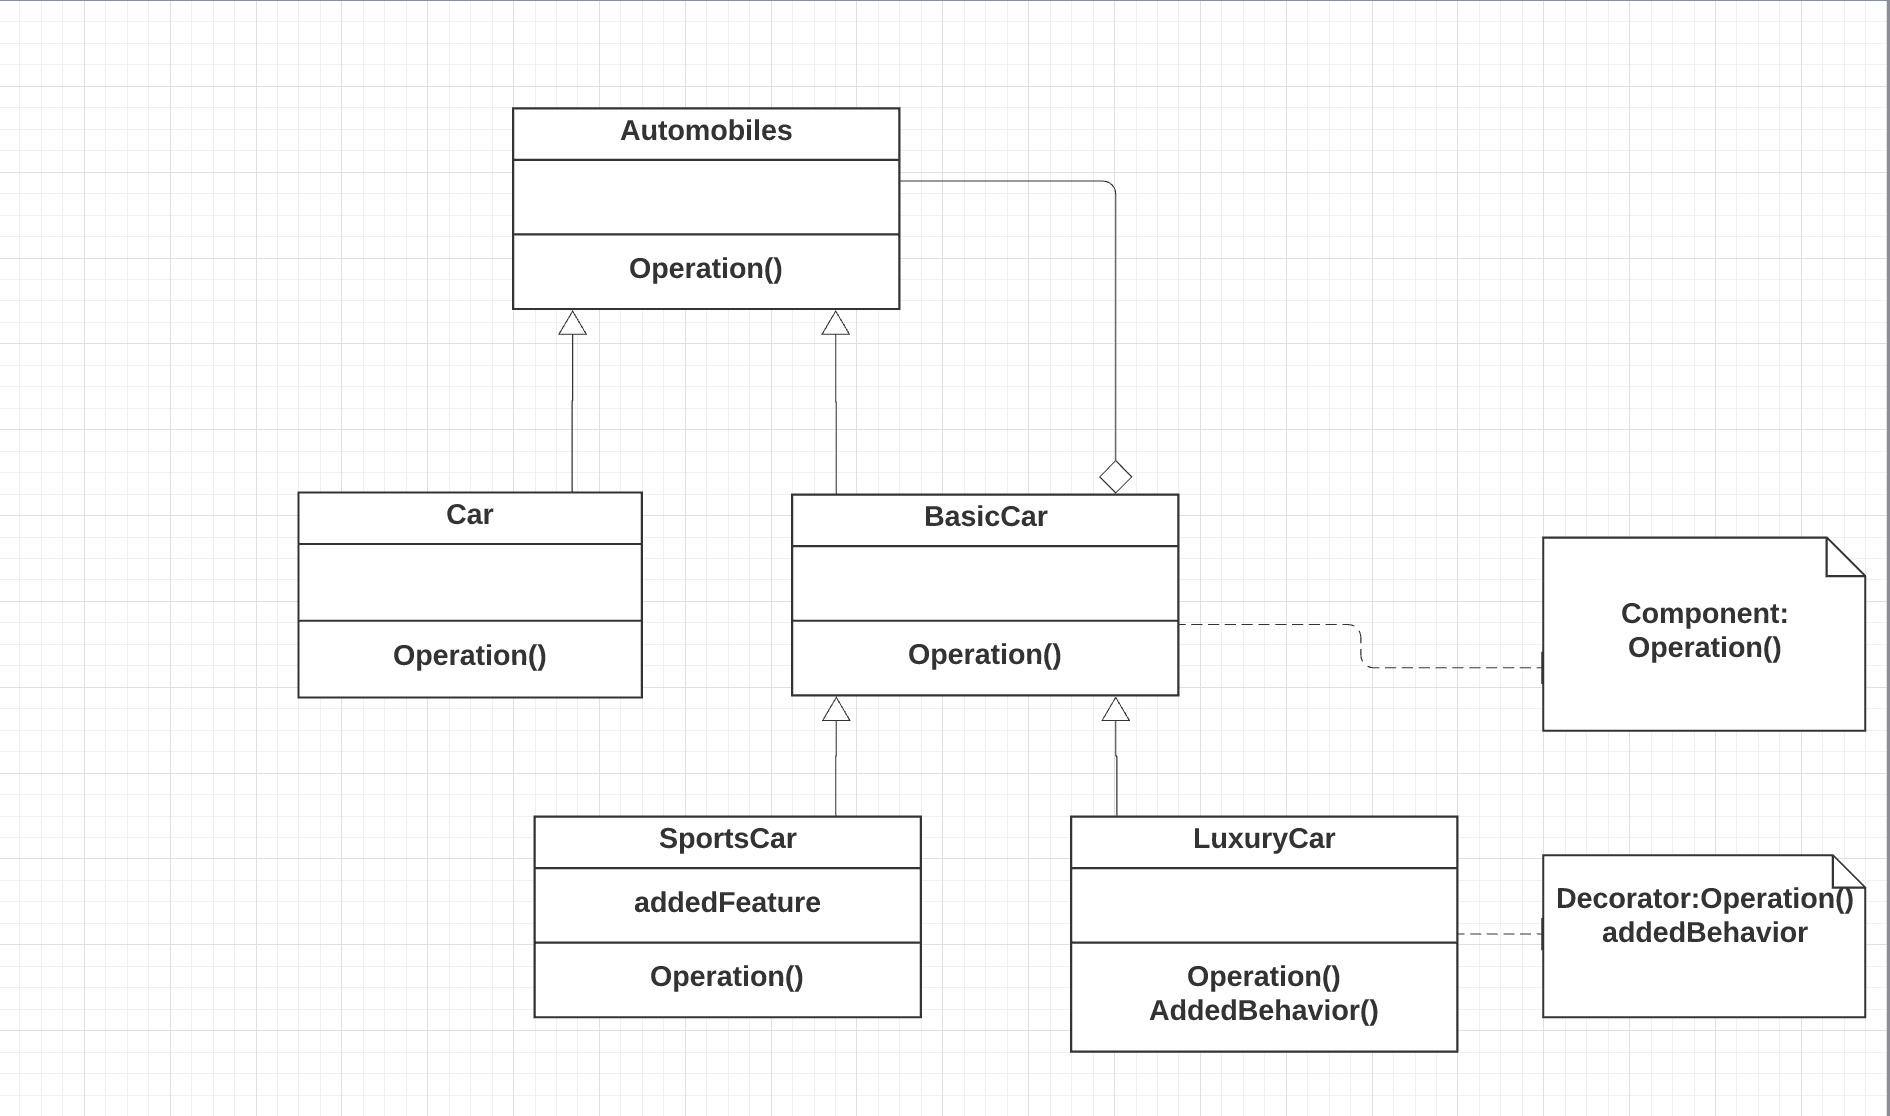 Automobiles
Operation()
Car
Operation()
BasicCar
Operation()
Component:
Operation()
SportsCar
addedFeature
Operation()
LuxuryCar
Operation()
AddedBehavior()
Decorator:Operation()
addedBehavior